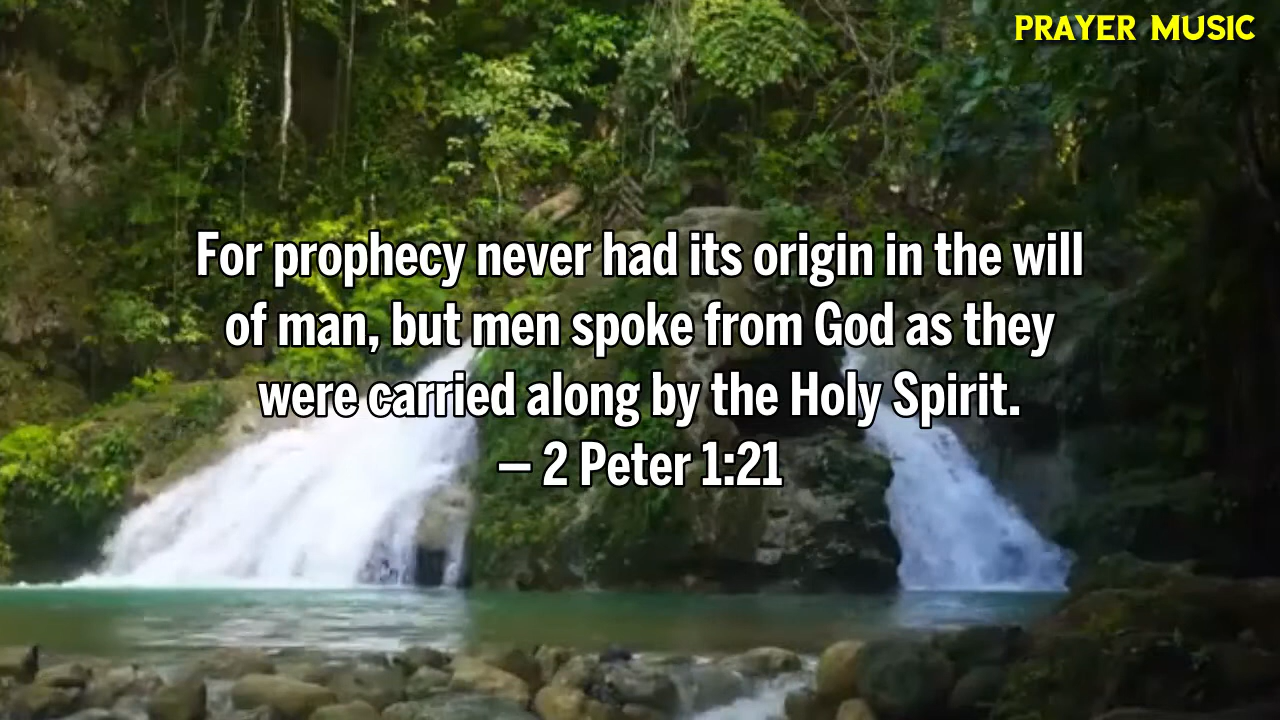 PRAYER MUSIC
For prophecy never had its origin in the will
of man, but men spoke from God as they
were carried along by the Holy Spirit.
– 2 Peter 1:21